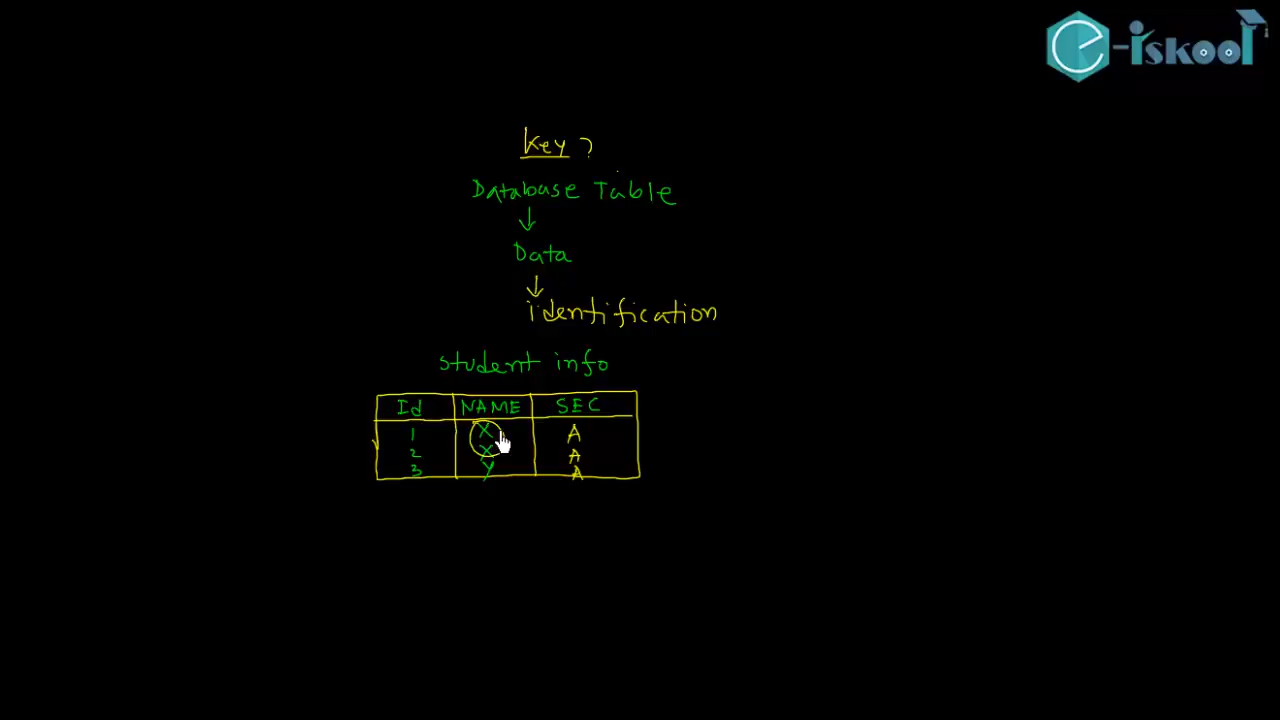 e-iskool
Key ?
Database Table
↓
Data
↓
identification
student info
Id NAME SEC
1 X A
2 X A
3 Y A